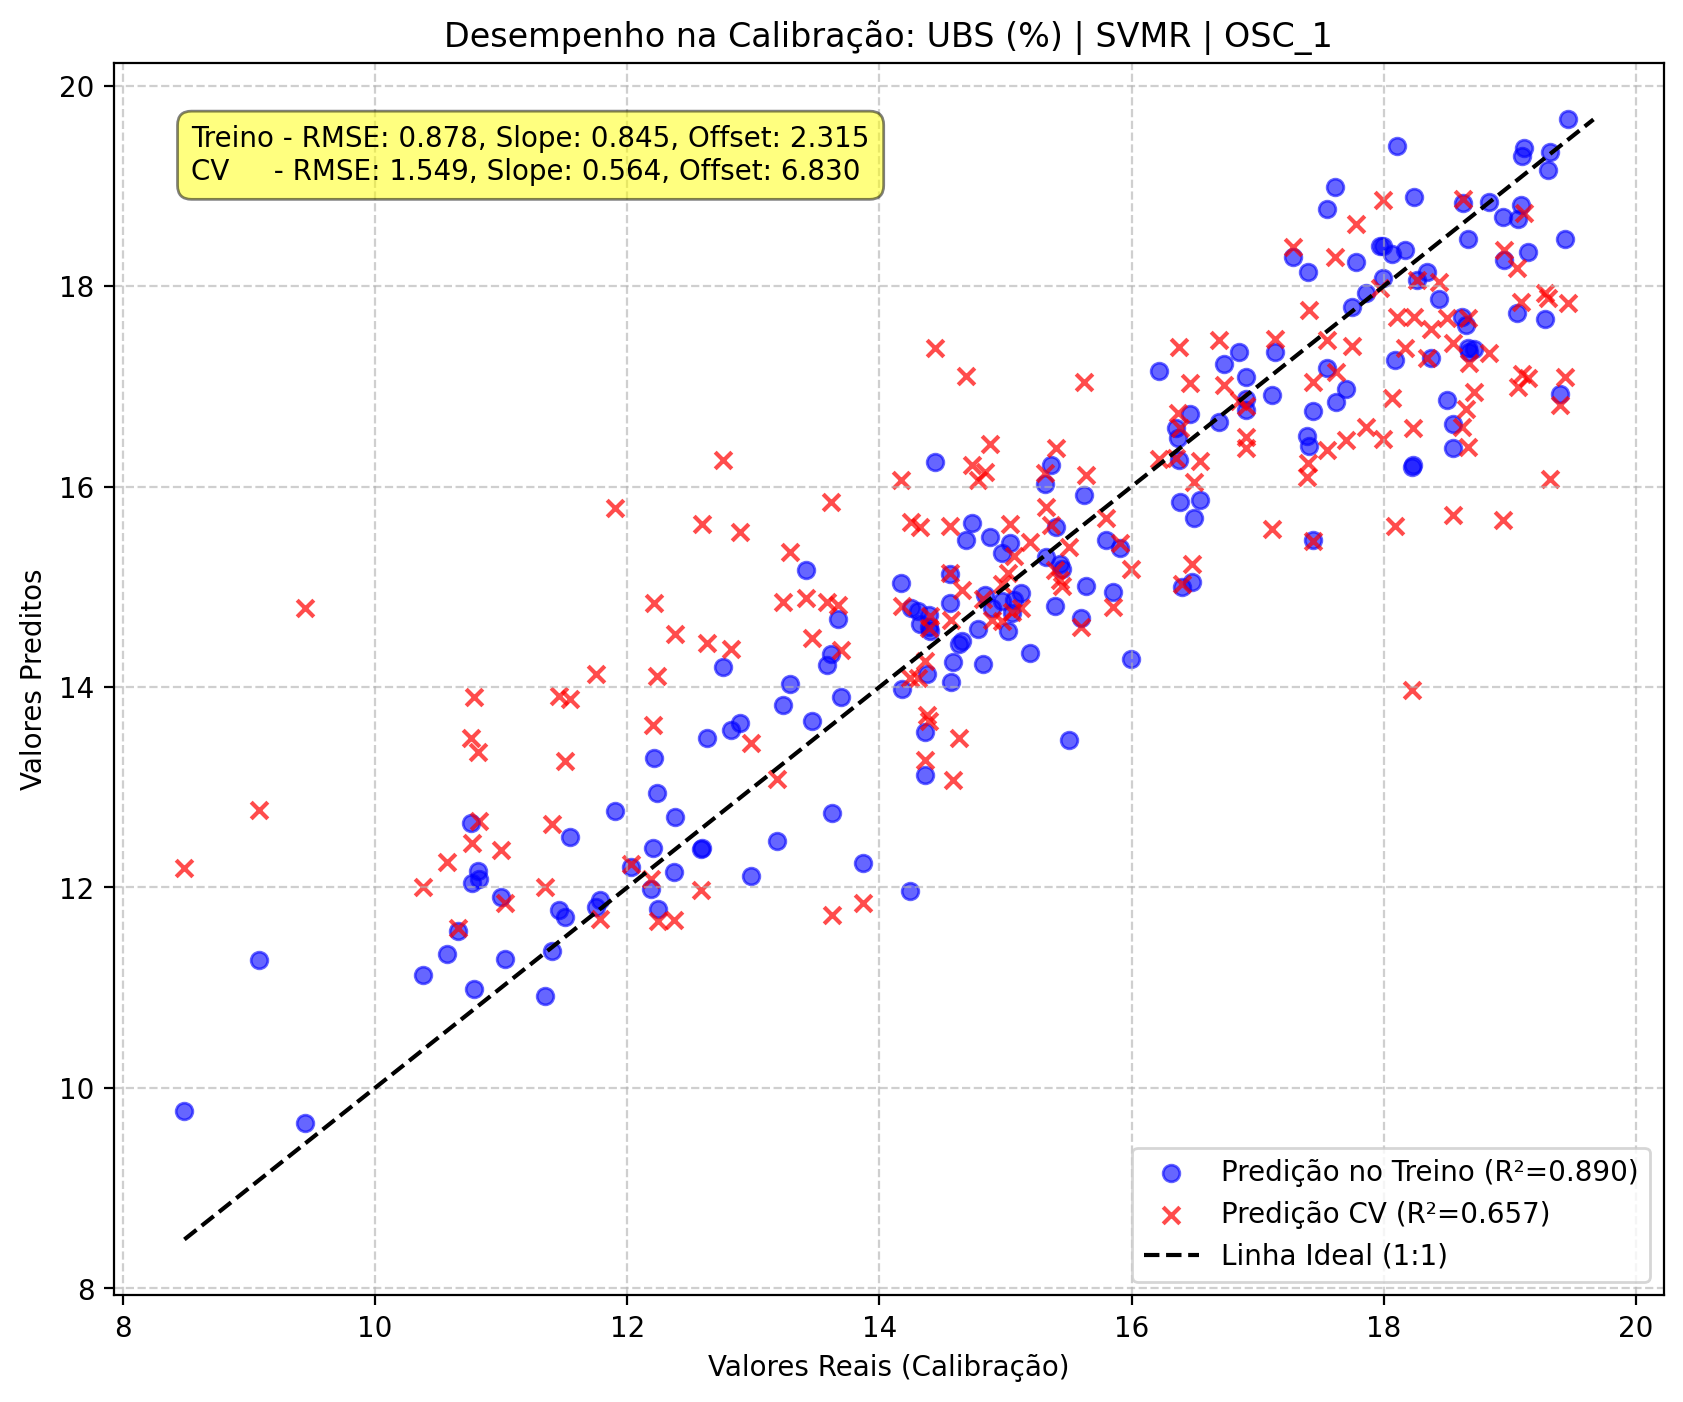 Desempenho na Calibração: UBS (%) | SVMR | OSC_1
Treino - RMSE: 0.878, Slope: 0.845, Offset: 2.315
CV     - RMSE: 1.549, Slope: 0.564, Offset: 6.830
Valores Preditos
20
18
16
14
12
10
8
Predição no Treino (R²=0.890)
Predição CV (R²=0.657)
Linha Ideal (1:1)
8 10 12 14 16 18 20
Valores Reais (Calibração)